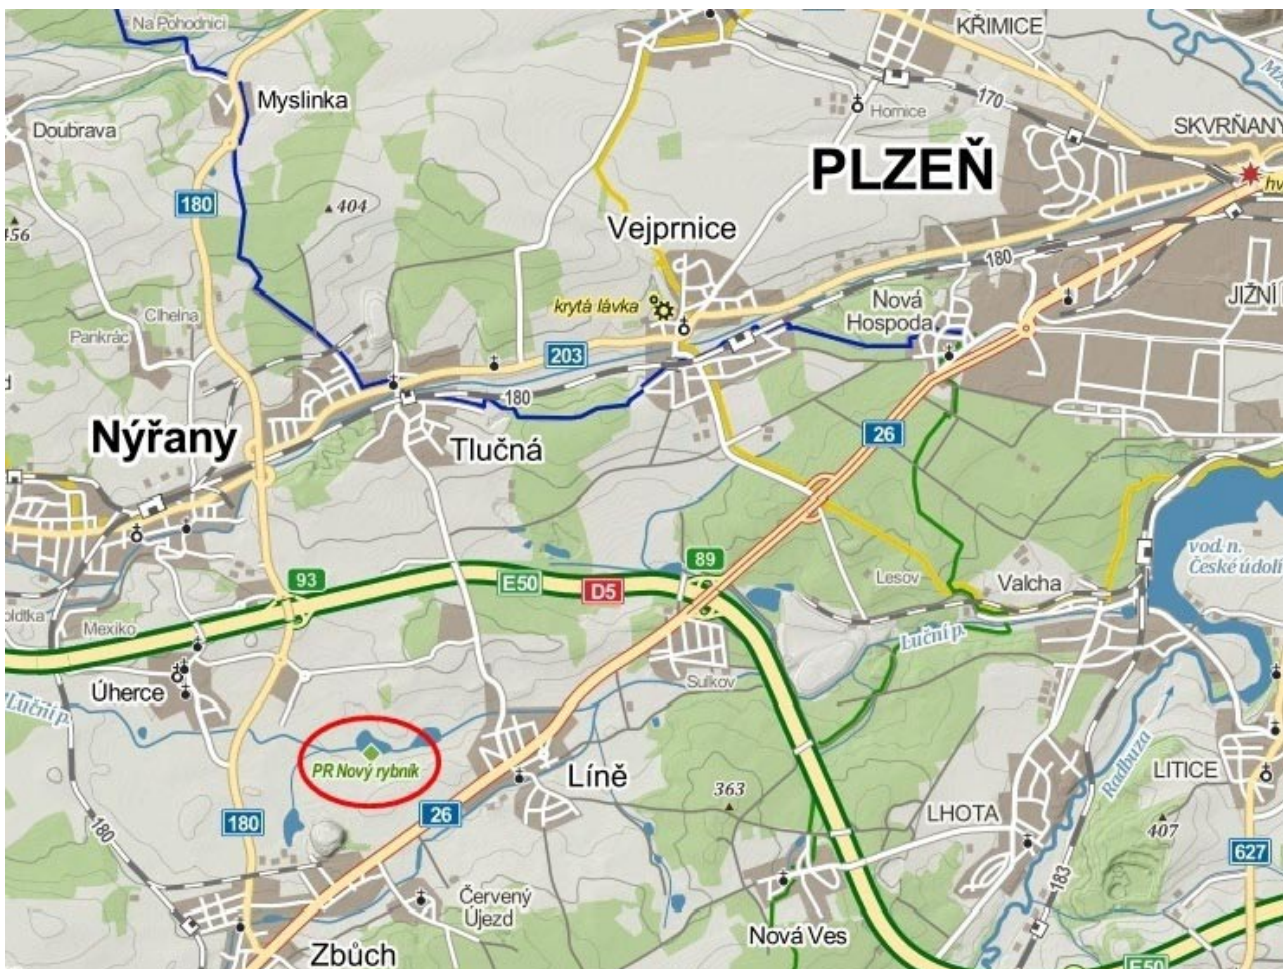 Na Pohodnici
KŘIMICE
Myslinka
170
Hornice
Doubrava
SKVRŇANY
PLZEŇ
180
404
456
Vejprnice
180
Clhelna
krytá lávka
Nová
Hospoda
JIŽNÍ
Pankrác
203
180
26
Nýřany
Tlučná
vod. n.
České údolí
93
E50
D5
89
Lesov
Valcha
Mexiko
Luční p.
Úherce
Sulkov
Luční p.
PR Nový rybník
Líně
363
Radbuza
LITICE
180
180
26
LHOTA
407
627
183
Červený
Újezd
Nová Ves
Zbůch
E50